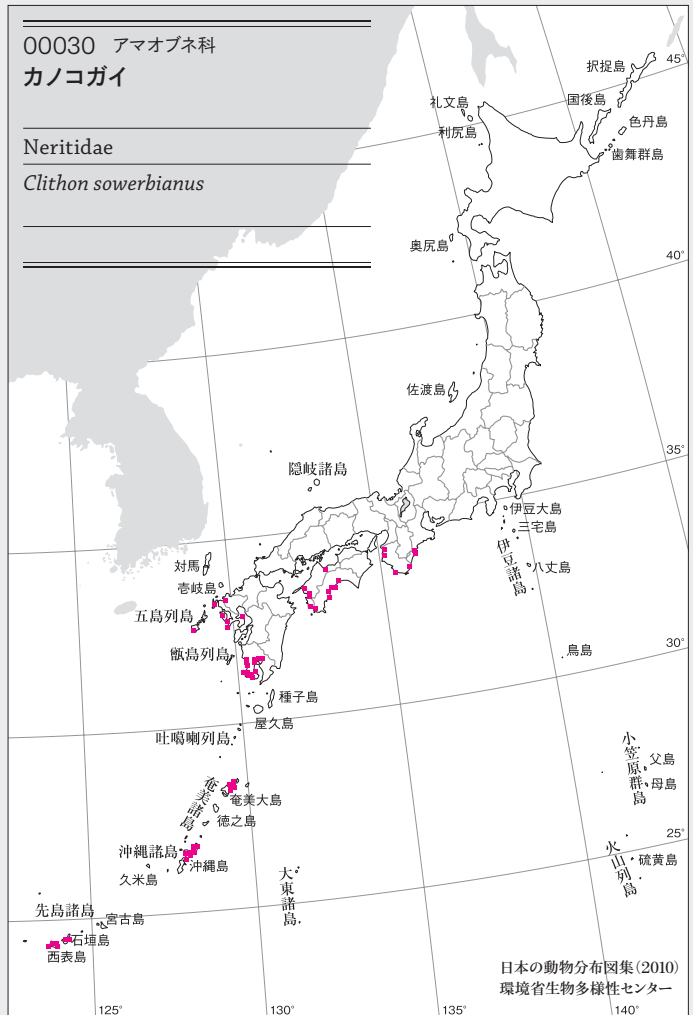 00030 アマオブネ科
カノコガイ
Neritidae
Clithon sowerbianus
択捉島
45°
国後島
礼文島
色丹島
利尻島
歯舞群島
奥尻島
40°
佐渡島
35°
隠岐諸島
伊豆大島
三宅島
伊豆諸島
八丈島
対馬
壱岐島
五島列島
甑島列島
鳥島
30°
種子島
屋久島
吐噶喇列島
小笠原群島
父島
母島
奄美諸島
奄美大島
徳之島
25°
沖縄諸島
沖縄島
久米島
火山列島
硫黄島
大東諸島
先島諸島
宮古島
石垣島
西表島
日本の動物分布図集(2010)
環境省生物多様性センター
125°
130°
135°
140°